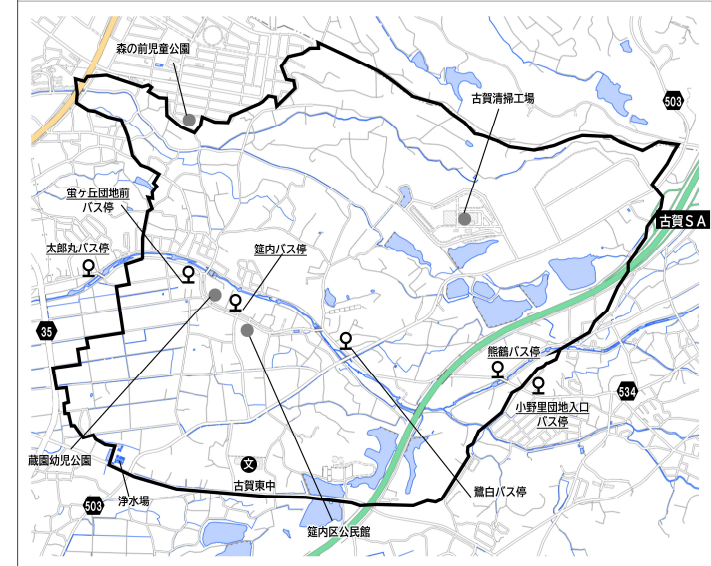 森の前児童公園
古賀清掃工場
503
蛍ヶ丘団地前
バス停
古賀SA
太郎丸バス停
筵内バス停
35
熊鶴バス停
534
小野里団地入口
バス停
蔵園幼児公園
文
古賀東中
鷺白バス停
浄水場
503
筵内区公民館